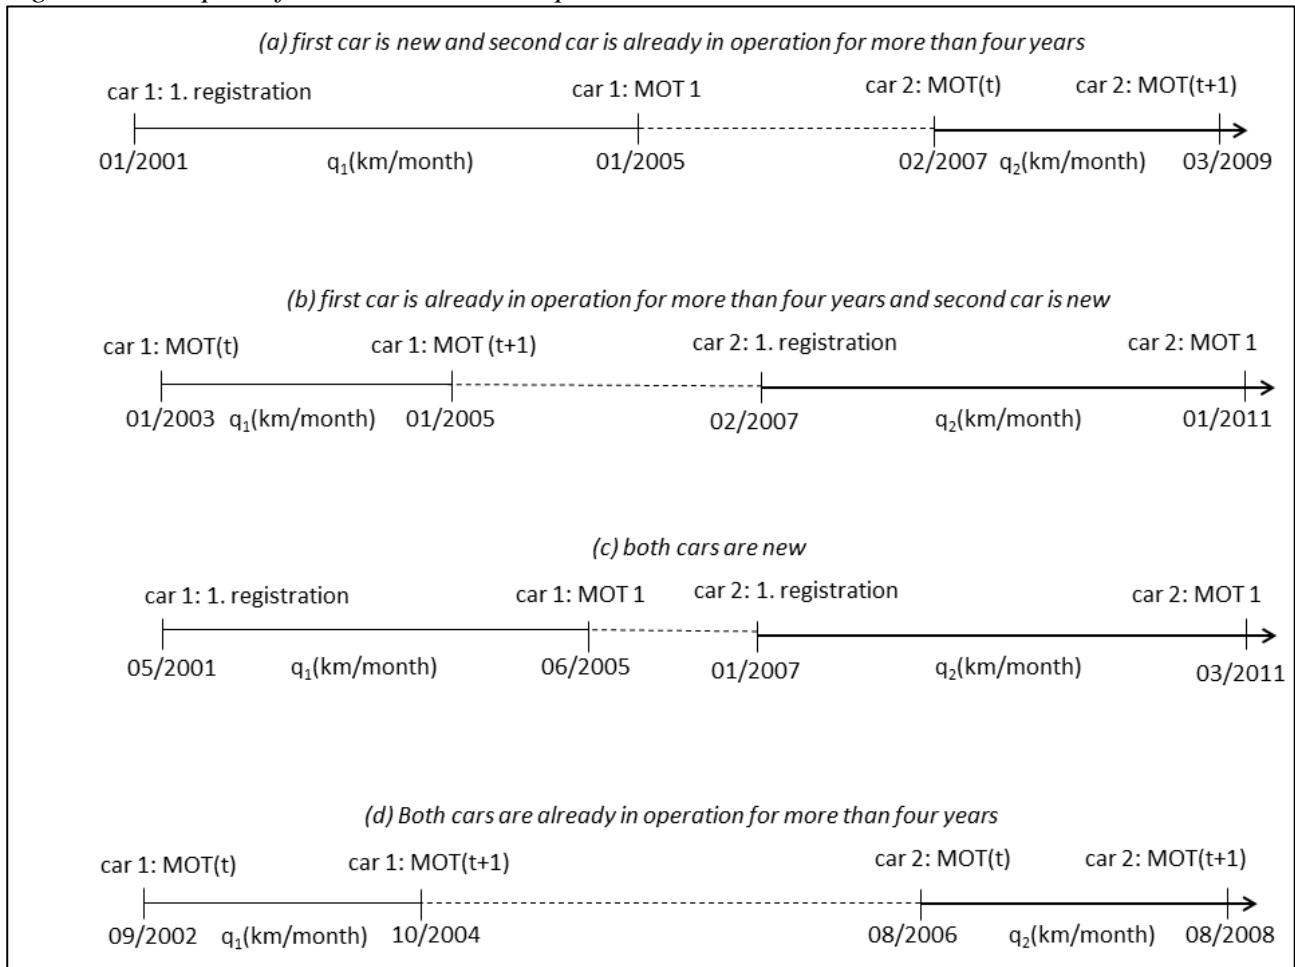 (a) first car is new and second car is already in operation for more than four years
car 1: 1. registration car 1: MOT 1 car 2: MOT(t) car 2: MOT(t+1)
01/2001 q₁(km/month) 01/2005 02/2007 q₂(km/month) 03/2009
(b) first car is already in operation for more than four years and second car is new
car 1: MOT(t) car 1: MOT (t+1) car 2: 1. registration car 2: MOT 1
01/2003 q₁(km/month) 01/2005 02/2007 q₂(km/month) 01/2011
(c) both cars are new
car 1: 1. registration car 1: MOT 1 car 2: 1. registration car 2: MOT 1
05/2001 q₁(km/month) 06/2005 01/2007 q₂(km/month) 03/2011
(d) Both cars are already in operation for more than four years
car 1: MOT(t) car 1: MOT(t+1) car 2: MOT(t) car 2: MOT(t+1)
09/2002 q₁(km/month) 10/2004 08/2006 q₂(km/month) 08/2008